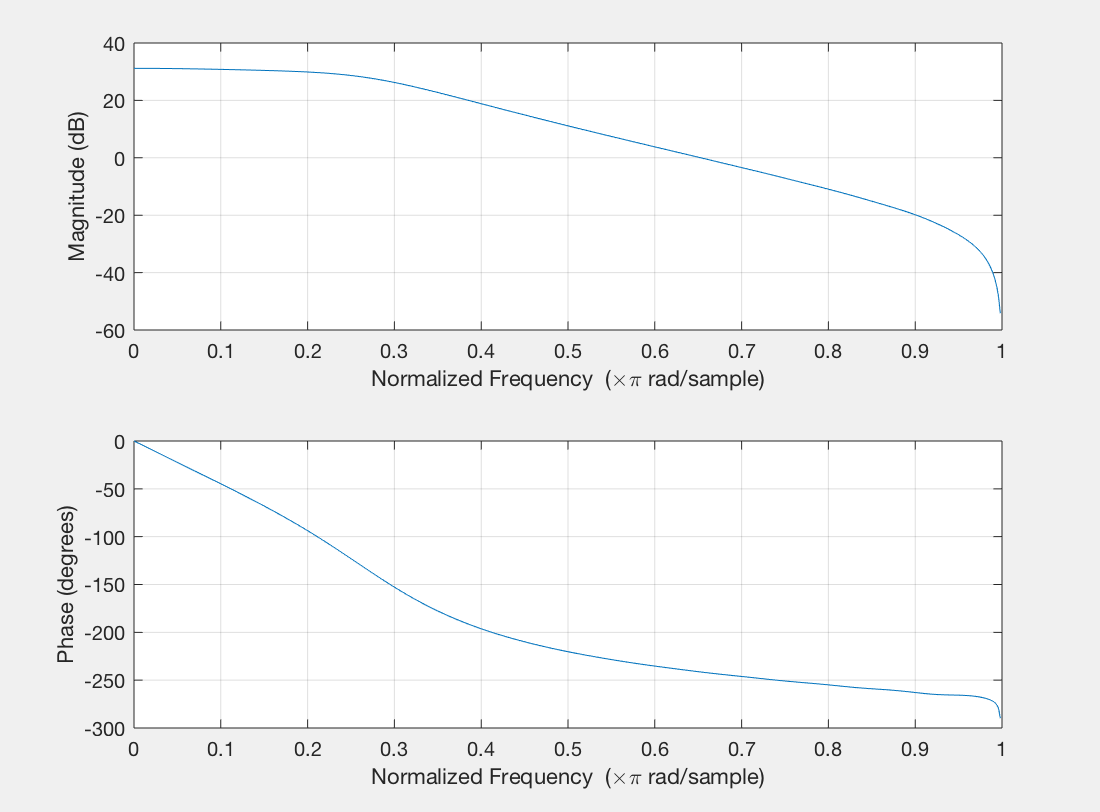 40
20
0
-20
-40
-60
Magnitude (dB)
0 0.1 0.2 0.3 0.4 0.5 0.6 0.7 0.8 0.9 1
Normalized Frequency (×π rad/sample)
0
-50
-100
-150
-200
-250
-300
Phase (degrees)
0 0.1 0.2 0.3 0.4 0.5 0.6 0.7 0.8 0.9 1
Normalized Frequency (×π rad/sample)